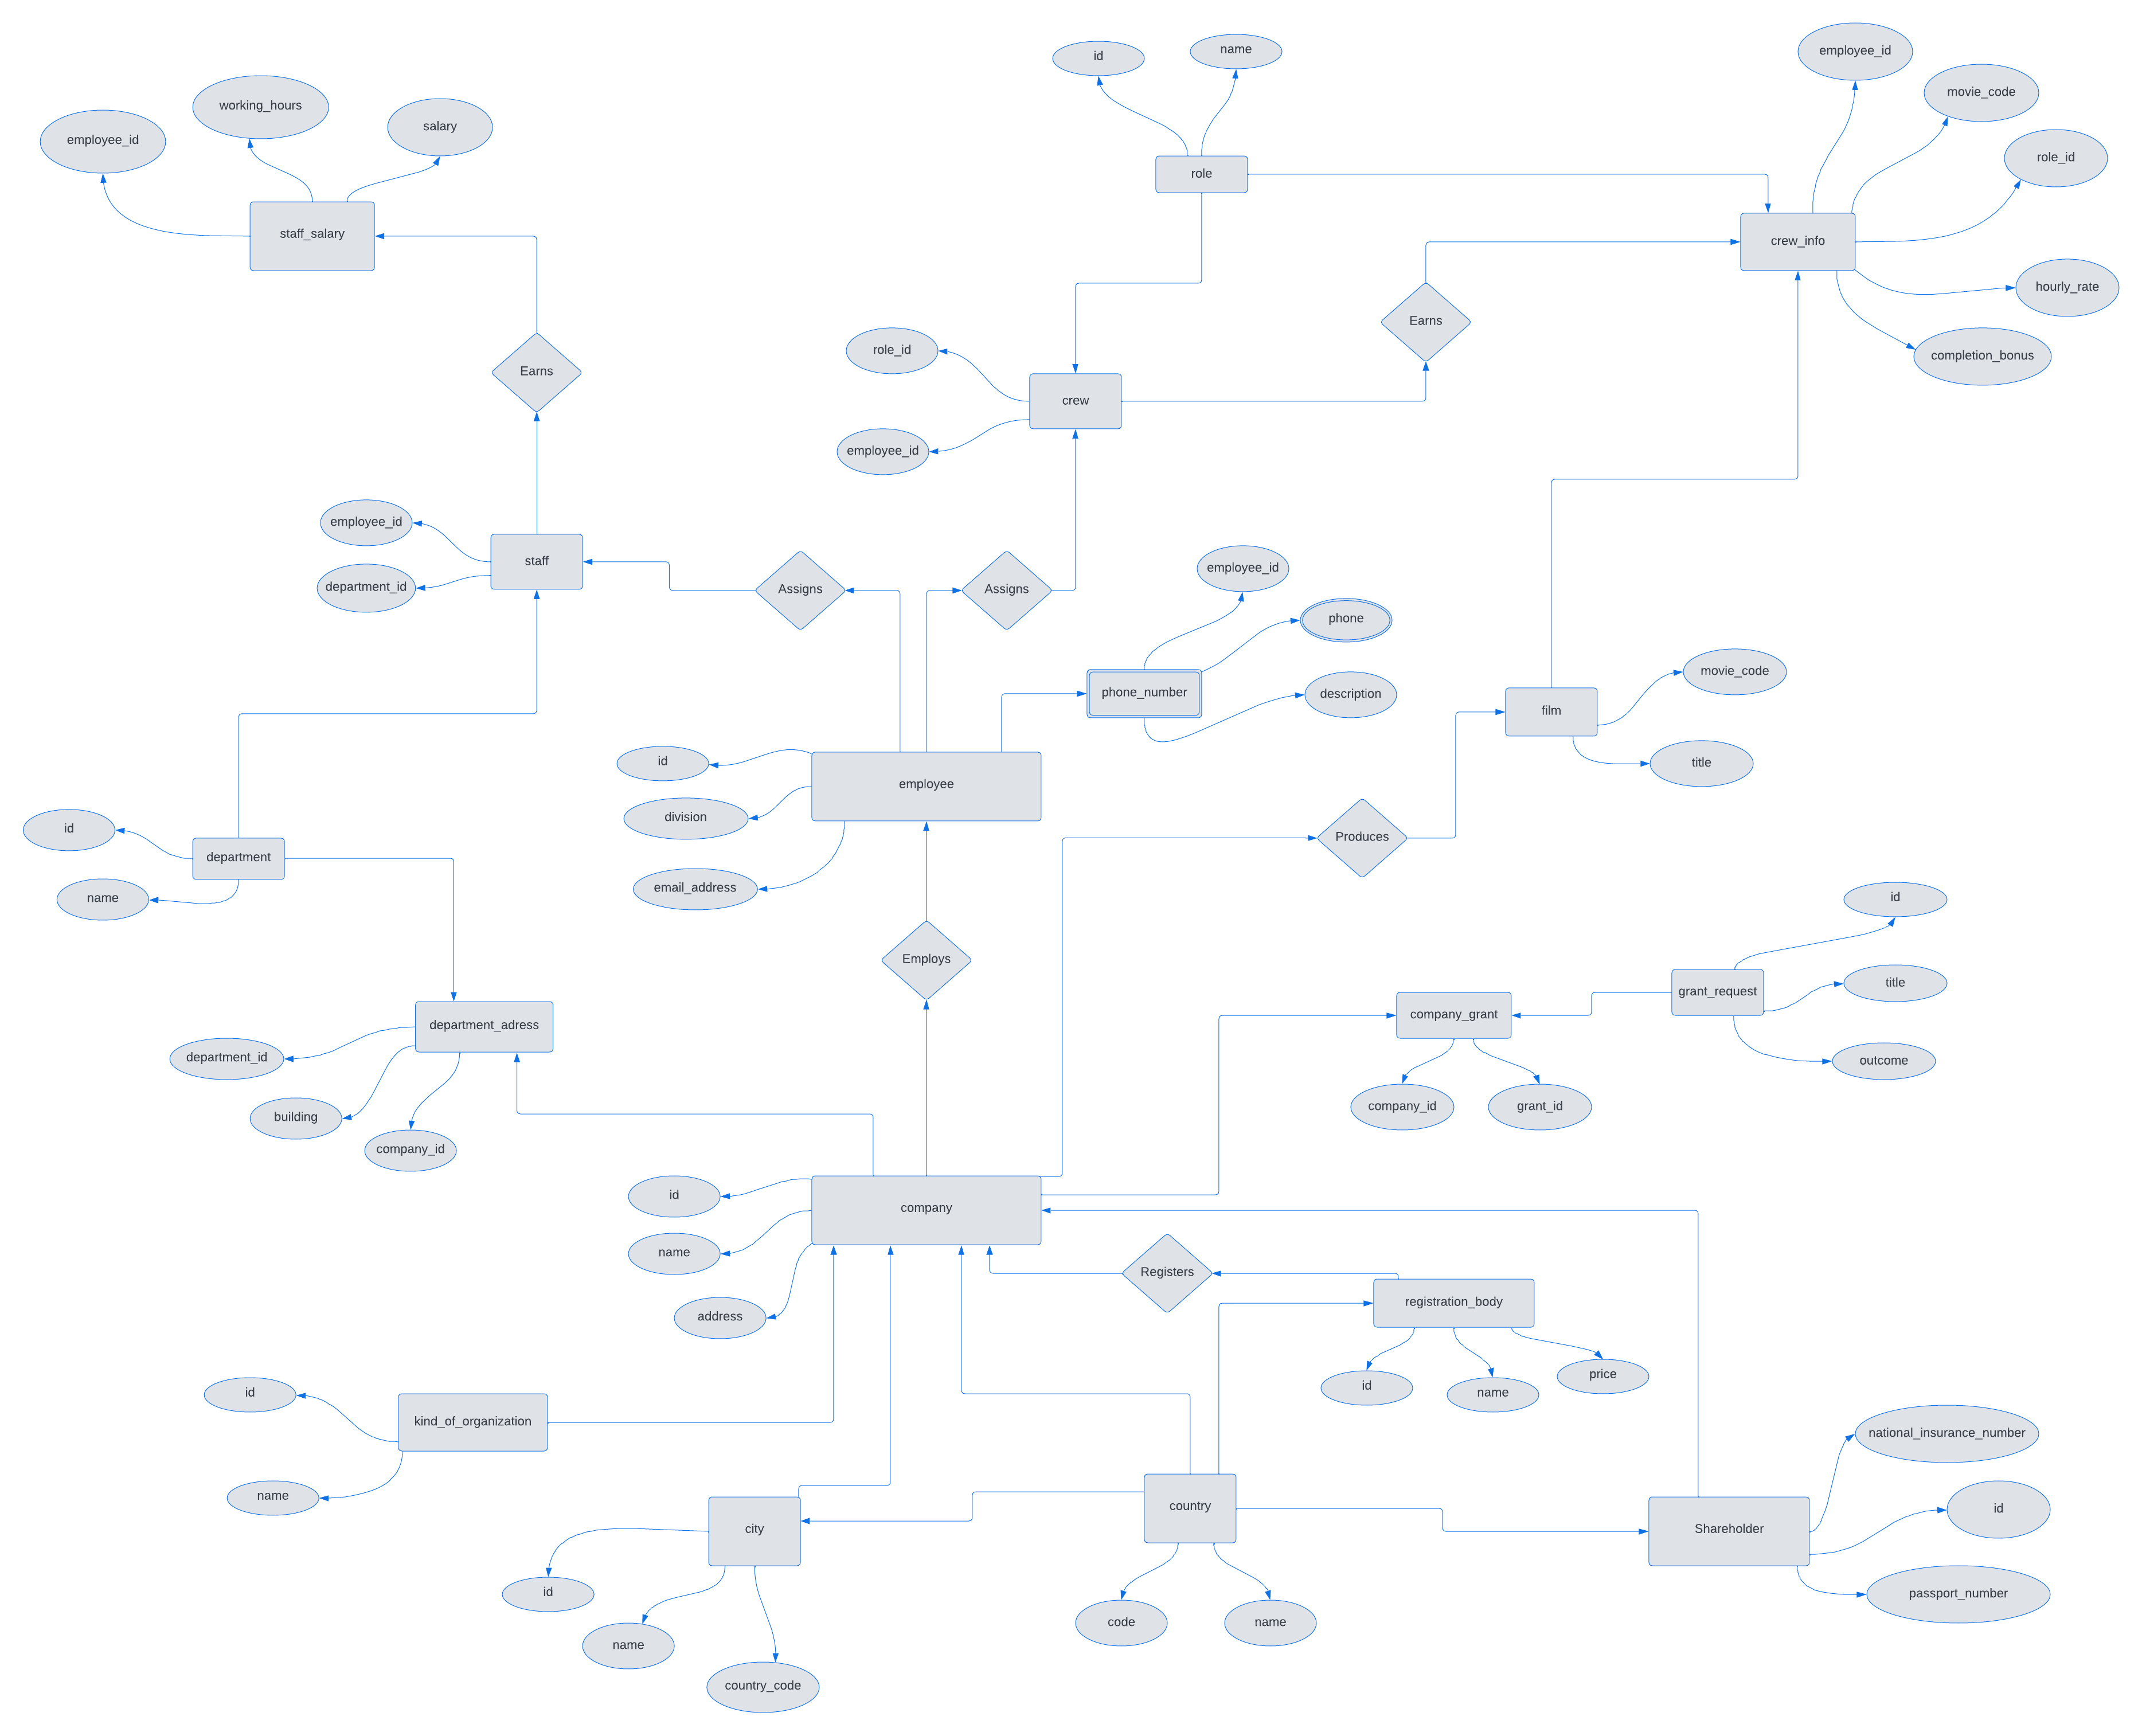 id
name
employee_id
movie_code
role_id
hourly_rate
completion_bonus
working_hours
salary
employee_id
staff_salary
role
crew_info
Earns
Earns
role_id
crew
employee_id
employee_id
staff
department_id
Assigns
Assigns
employee_id
phone
phone_number
description
movie_code
film
title
id
division
employee
email_address
Produces
id
department
name
Employs
id
grant_request
title
outcome
company_grant
company_id
grant_id
department_adress
department_id
building
company_id
id
company
name
address
Registers
registration_body
id
name
price
id
kind_of_organization
name
national_insurance_number
id
Shareholder
passport_number
city
country
id
name
country_code
code
name